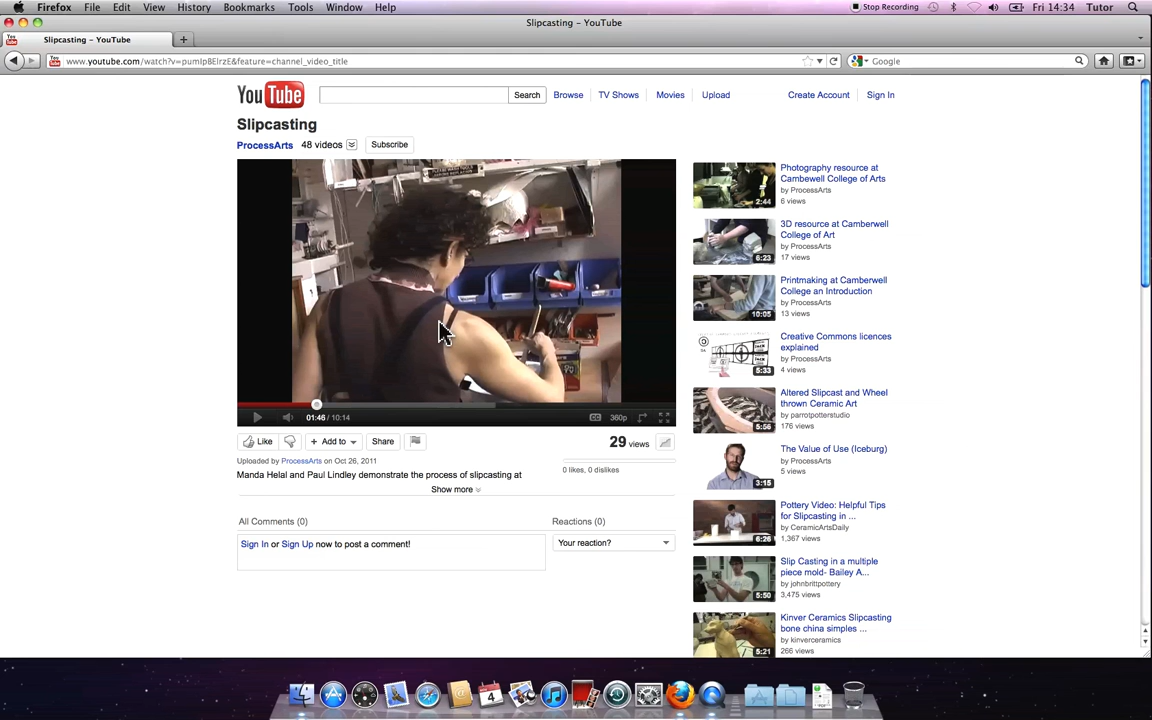 Firefox File Edit View History Bookmarks Tools Window Help Stop Recording Fri 14:34 Tutor
Slipcasting – YouTube
Slipcasting – YouTube
www.youtube.com/watch?v=pumIpBElrzE&feature=channel_video_title Google
YouTube Search Browse TV Shows Movies Upload Create Account Sign In
Slipcasting
ProcessArts 48 videos Subscribe
01:46 / 10:14 CC 360p
Like Add to Share 29 views
Uploaded by ProcessArts on Oct 26, 2011
0 likes, 0 dislikes
Manda Helal and Paul Lindley demonstrate the process of slipcasting at
Show more
All Comments (0) Reactions (0)
Sign In or Sign Up now to post a comment! Your reaction?
2:44
Photography resource at
Cambewell College of Arts
by ProcessArts
6 views
6:23
3D resource at Camberwell
College of Art
by ProcessArts
17 views
10:05
Printmaking at Camberwell
College an Introduction
by ProcessArts
13 views
5:33
Creative Commons licences
explained
by ProcessArts
4 views
5:56
Altered Slipcast and Wheel
thrown Ceramic Art
by parrotpotterstudio
176 views
3:15
The Value of Use (Iceburg)
by ProcessArts
5 views
6:26
Pottery Video: Helpful Tips
for Slipcasting in ...
by CeramicArtsDaily
1,367 views
5:50
Slip Casting in a multiple
piece mold- Bailey A...
by johnbrittpottery
3,475 views
5:21
Kinver Ceramics Slipcasting
bone china simples ...
by kinverceramics
266 views
4